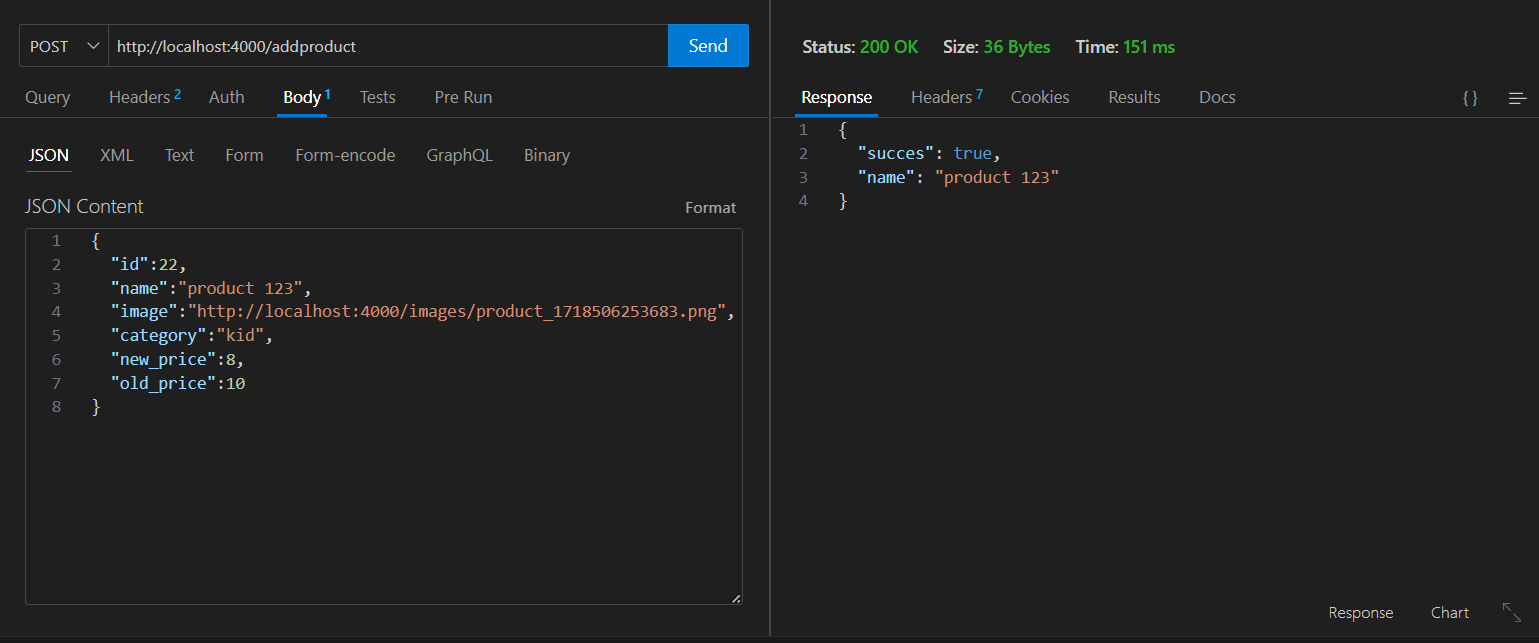 POST http://localhost:4000/addproduct Send
Query Headers 2 Auth Body 1 Tests Pre Run
JSON XML Text Form Form-encode GraphQL Binary
JSON Content Format
1 {
2 "id":22,
3 "name":"product 123",
4 "image":"http://localhost:4000/images/product_1718506253683.png",
5 "category":"kid",
6 "new_price":8,
7 "old_price":10
8 }
Status: 200 OK Size: 36 Bytes Time: 151 ms
Response Headers 7 Cookies Results Docs {}
1 {
2 "succes": true,
3 "name": "product 123"
4 }
Response Chart